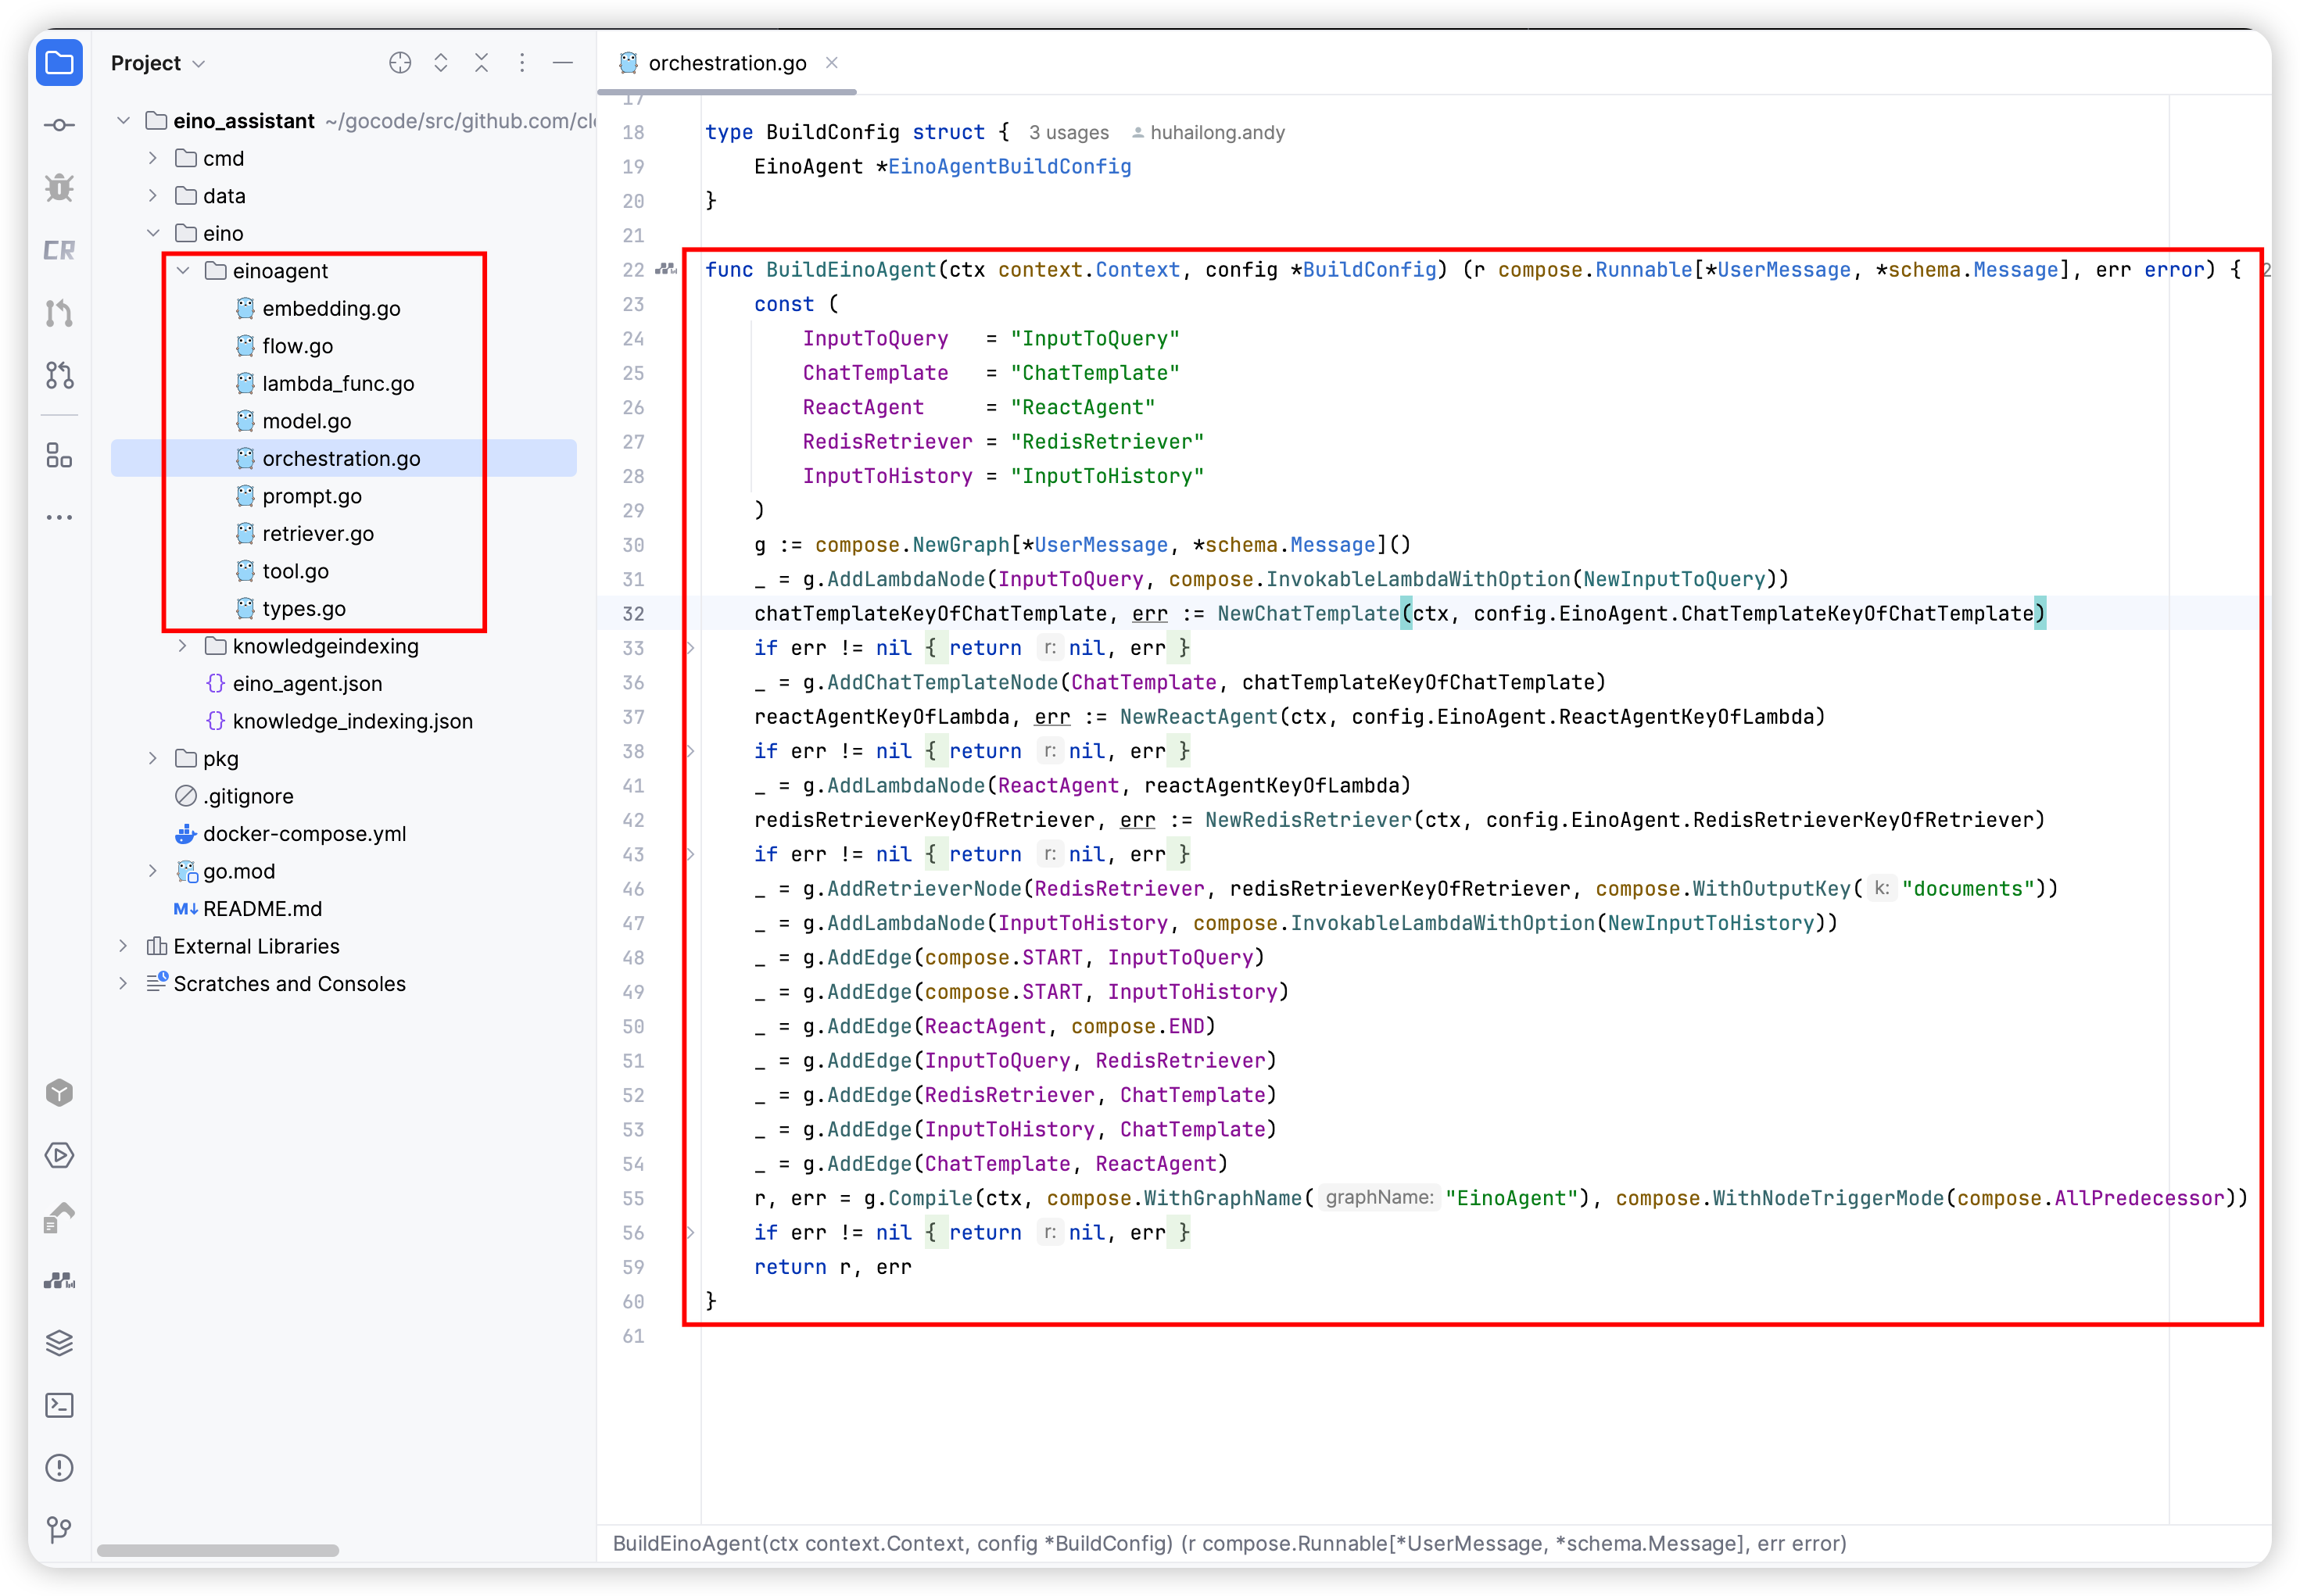 Project
orchestration.go
eino_assistant ~/gocode/src/github.com/clo
cmd
data
eino
einoagent
embedding.go
flow.go
lambda_func.go
model.go
orchestration.go
prompt.go
retriever.go
tool.go
types.go
knowledgeindexing
eino_agent.json
knowledge_indexing.json
pkg
.gitignore
docker-compose.yml
go.mod
README.md
External Libraries
Scratches and Consoles
CR
17
18 type BuildConfig struct { 3 usages huhailong.andy
19 EinoAgent *EinoAgentBuildConfig
20 }
21
22 func BuildEinoAgent(ctx context.Context, config *BuildConfig) (r compose.Runnable[*UserMessage, *schema.Message], err error) { 2
23 const (
24 InputToQuery = "InputToQuery"
25 ChatTemplate = "ChatTemplate"
26 ReactAgent = "ReactAgent"
27 RedisRetriever = "RedisRetriever"
28 InputToHistory = "InputToHistory"
29 )
30 g := compose.NewGraph[*UserMessage, *schema.Message]()
31 _ = g.AddLambdaNode(InputToQuery, compose.InvokableLambdaWithOption(NewInputToQuery))
32 chatTemplateKeyOfChatTemplate, err := NewChatTemplate(ctx, config.EinoAgent.ChatTemplateKeyOfChatTemplate)
33 if err != nil { return r: nil, err }
36 _ = g.AddChatTemplateNode(ChatTemplate, chatTemplateKeyOfChatTemplate)
37 reactAgentKeyOfLambda, err := NewReactAgent(ctx, config.EinoAgent.ReactAgentKeyOfLambda)
38 if err != nil { return r: nil, err }
41 _ = g.AddLambdaNode(ReactAgent, reactAgentKeyOfLambda)
42 redisRetrieverKeyOfRetriever, err := NewRedisRetriever(ctx, config.EinoAgent.RedisRetrieverKeyOfRetriever)
43 if err != nil { return r: nil, err }
46 _ = g.AddRetrieverNode(RedisRetriever, redisRetrieverKeyOfRetriever, compose.WithOutputKey( k: "documents"))
47 _ = g.AddLambdaNode(InputToHistory, compose.InvokableLambdaWithOption(NewInputToHistory))
48 _ = g.AddEdge(compose.START, InputToQuery)
49 _ = g.AddEdge(compose.START, InputToHistory)
50 _ = g.AddEdge(ReactAgent, compose.END)
51 _ = g.AddEdge(InputToQuery, RedisRetriever)
52 _ = g.AddEdge(RedisRetriever, ChatTemplate)
53 _ = g.AddEdge(InputToHistory, ChatTemplate)
54 _ = g.AddEdge(ChatTemplate, ReactAgent)
55 r, err = g.Compile(ctx, compose.WithGraphName( graphName: "EinoAgent"), compose.WithNodeTriggerMode(compose.AllPredecessor))
56 if err != nil { return r: nil, err }
59 return r, err
60 }
61
BuildEinoAgent(ctx context.Context, config *BuildConfig) (r compose.Runnable[*UserMessage, *schema.Message], err error)